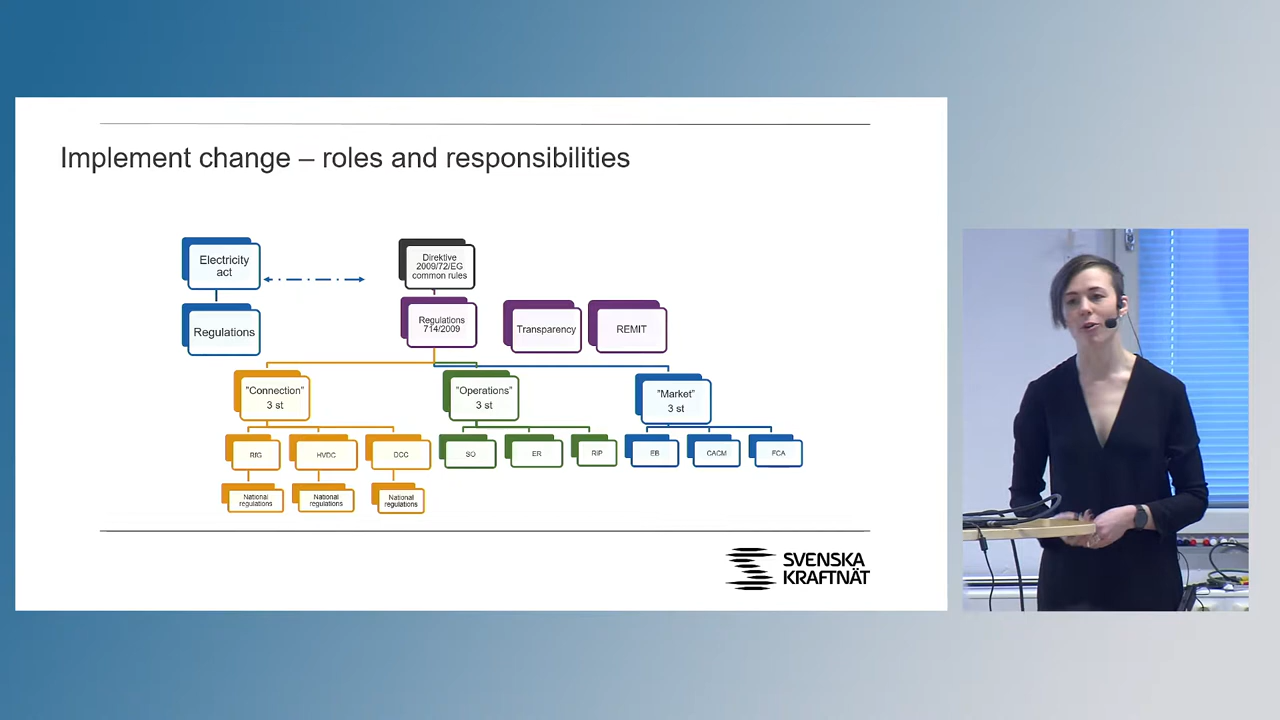 Implement change – roles and responsibilities
Electricity
act
Direktive
2009/72/EG
common rules
Regulations
Regulations
714/2009
Transparency
REMIT
"Connection"
3 st
"Operations"
3 st
"Market"
3 st
RfG
HVDC
DCC
SO
ER
RfP
EB
CACM
FCA
National
regulations
National
regulations
National
regulations
SVENSKA
KRAFTNÄT